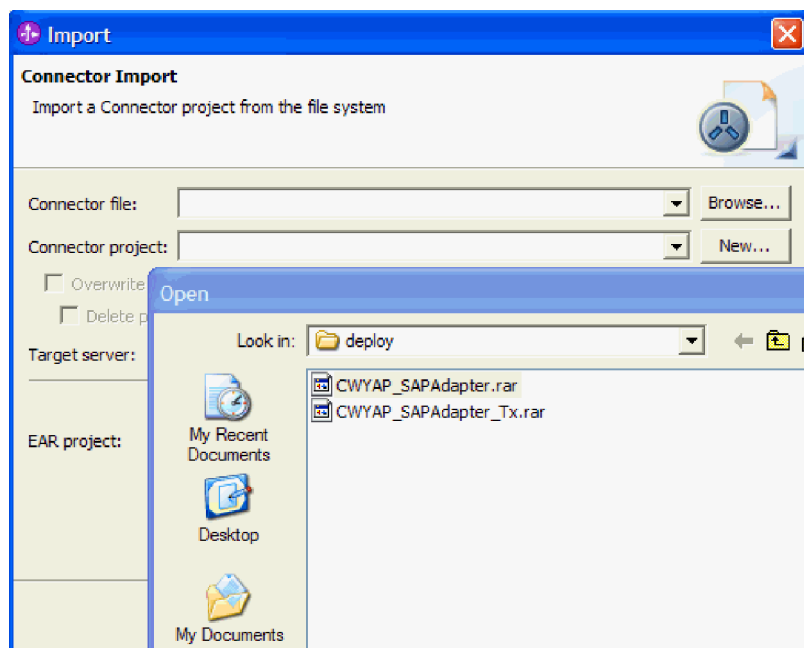 Import
Connector Import
Import a Connector project from the file system
Connector file:
Browse...
Connector project:
New...
Overwrite
Delete p
Target server:
EAR project:
Open
Look in:
deploy
CWYAP_SAPAdapter.rar
CWYAP_SAPAdapter_Tx.rar
My Recent
Documents
Desktop
My Documents